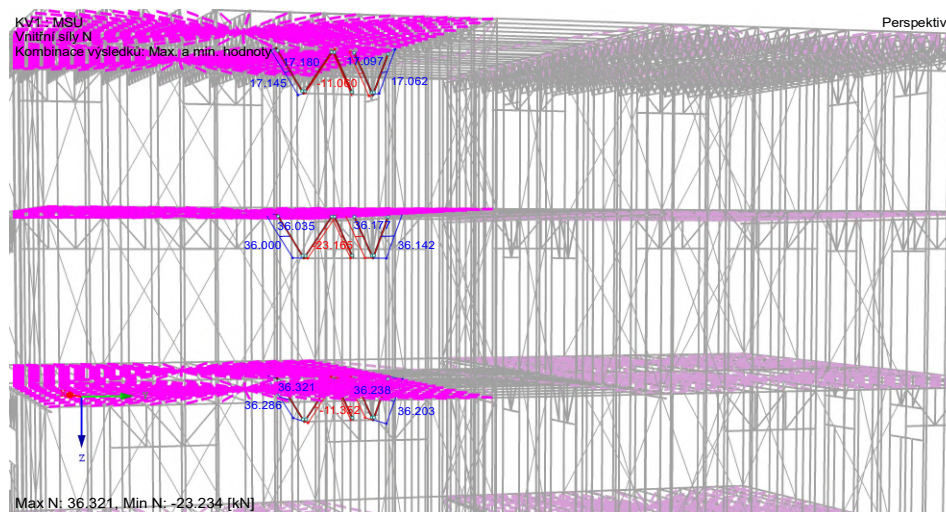 KV1 : MSU
Perspektiv
Vnitřní síly N
Kombinace výsledků: Max. a min. hodnoty
17.180
17.097
17.145
-11.060
17.062
36.035
36.177
36.000
-23.165
36.142
36.321
36.238
36.286
-11.352
36.203
z
Max N: 36.321, Min N: -23.234 [kN]